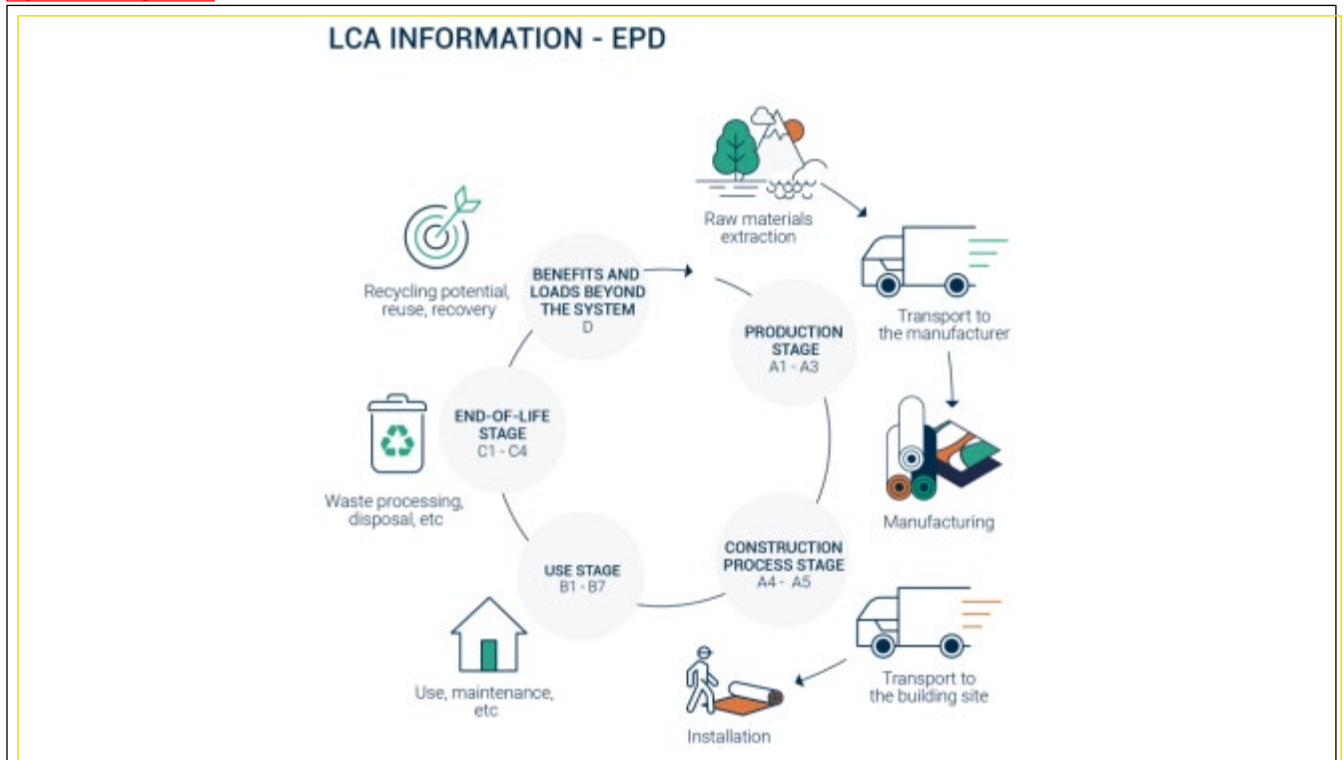 LCA INFORMATION - EPD
Raw materials
extraction
Transport to
the manufacturer
Manufacturing
PRODUCTION
STAGE
A1 - A3
CONSTRUCTION
PROCESS STAGE
A4 - A5
Transport to
the building site
Installation
USE STAGE
B1 - B7
Use, maintenance,
etc
END-OF-LIFE
STAGE
C1 - C4
Waste processing,
disposal, etc
BENEFITS AND
LOADS BEYOND
THE SYSTEM
D
Recycling potential,
reuse, recovery